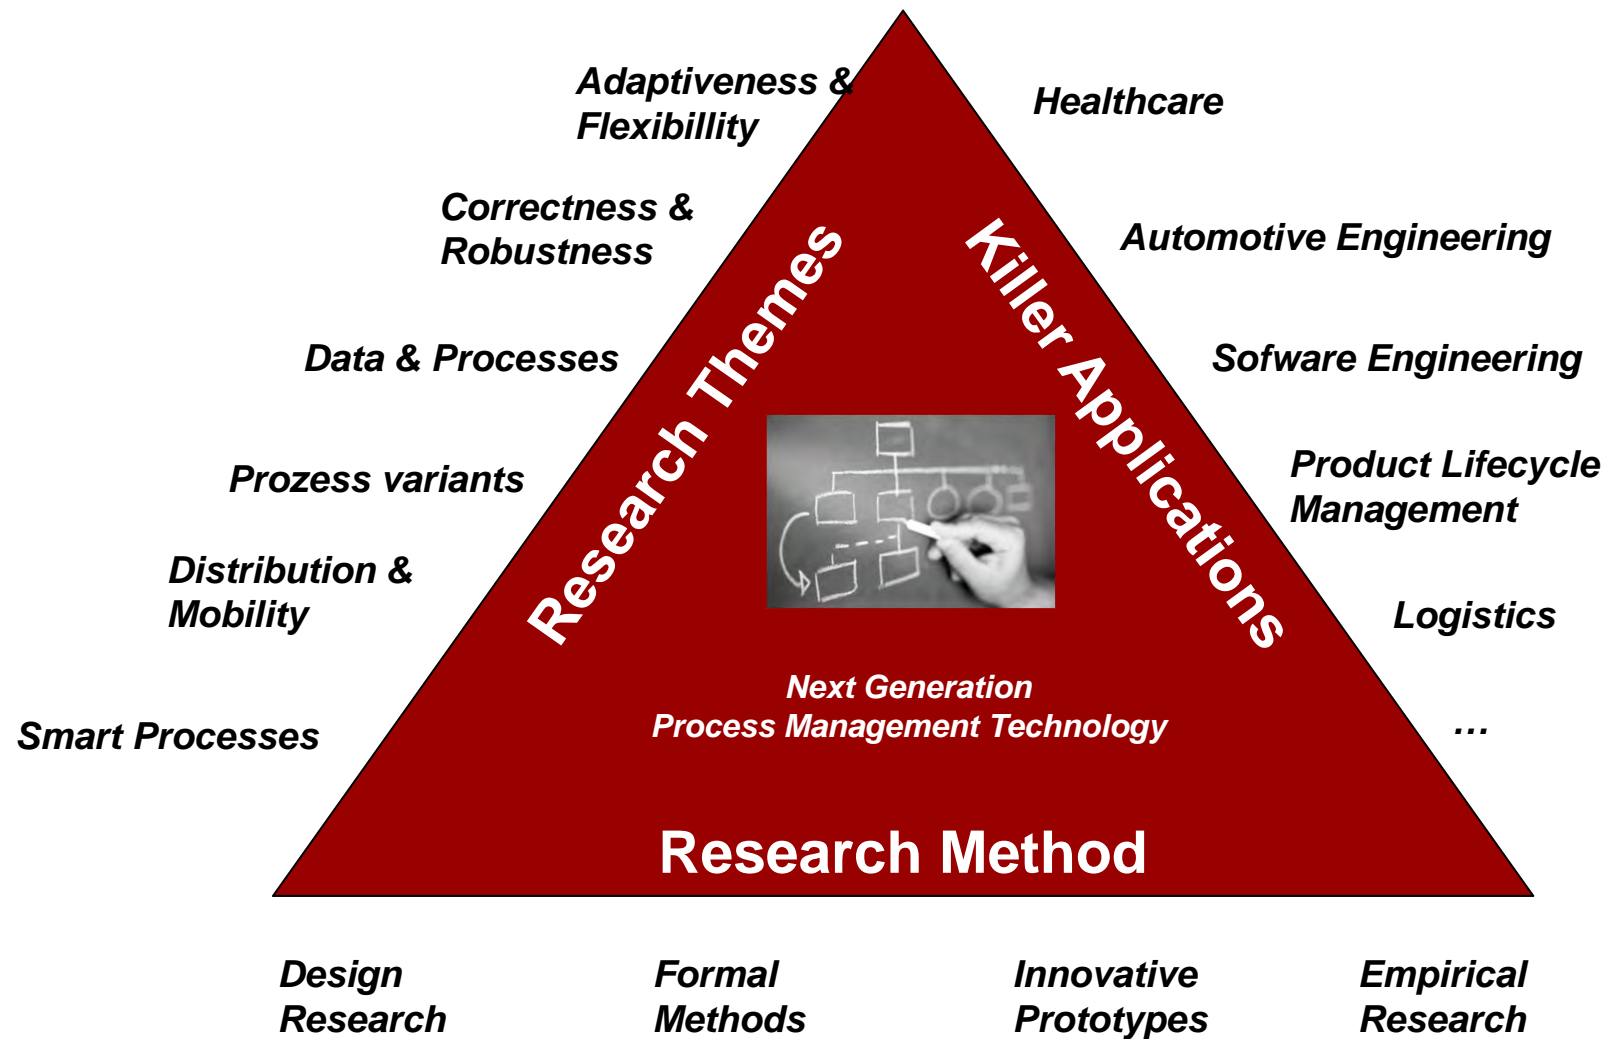 Adaptiveness &
Flexibillity
Correctness &
Robustness
Data & Processes
Prozess variants
Distribution &
Mobility
Smart Processes
Research Themes
Killer Applications
Healthcare
Automotive Engineering
Sofware Engineering
Product Lifecycle
Management
Logistics
...
Next Generation
Process Management Technology
Research Method
Design
Research
Formal
Methods
Innovative
Prototypes
Empirical
Research